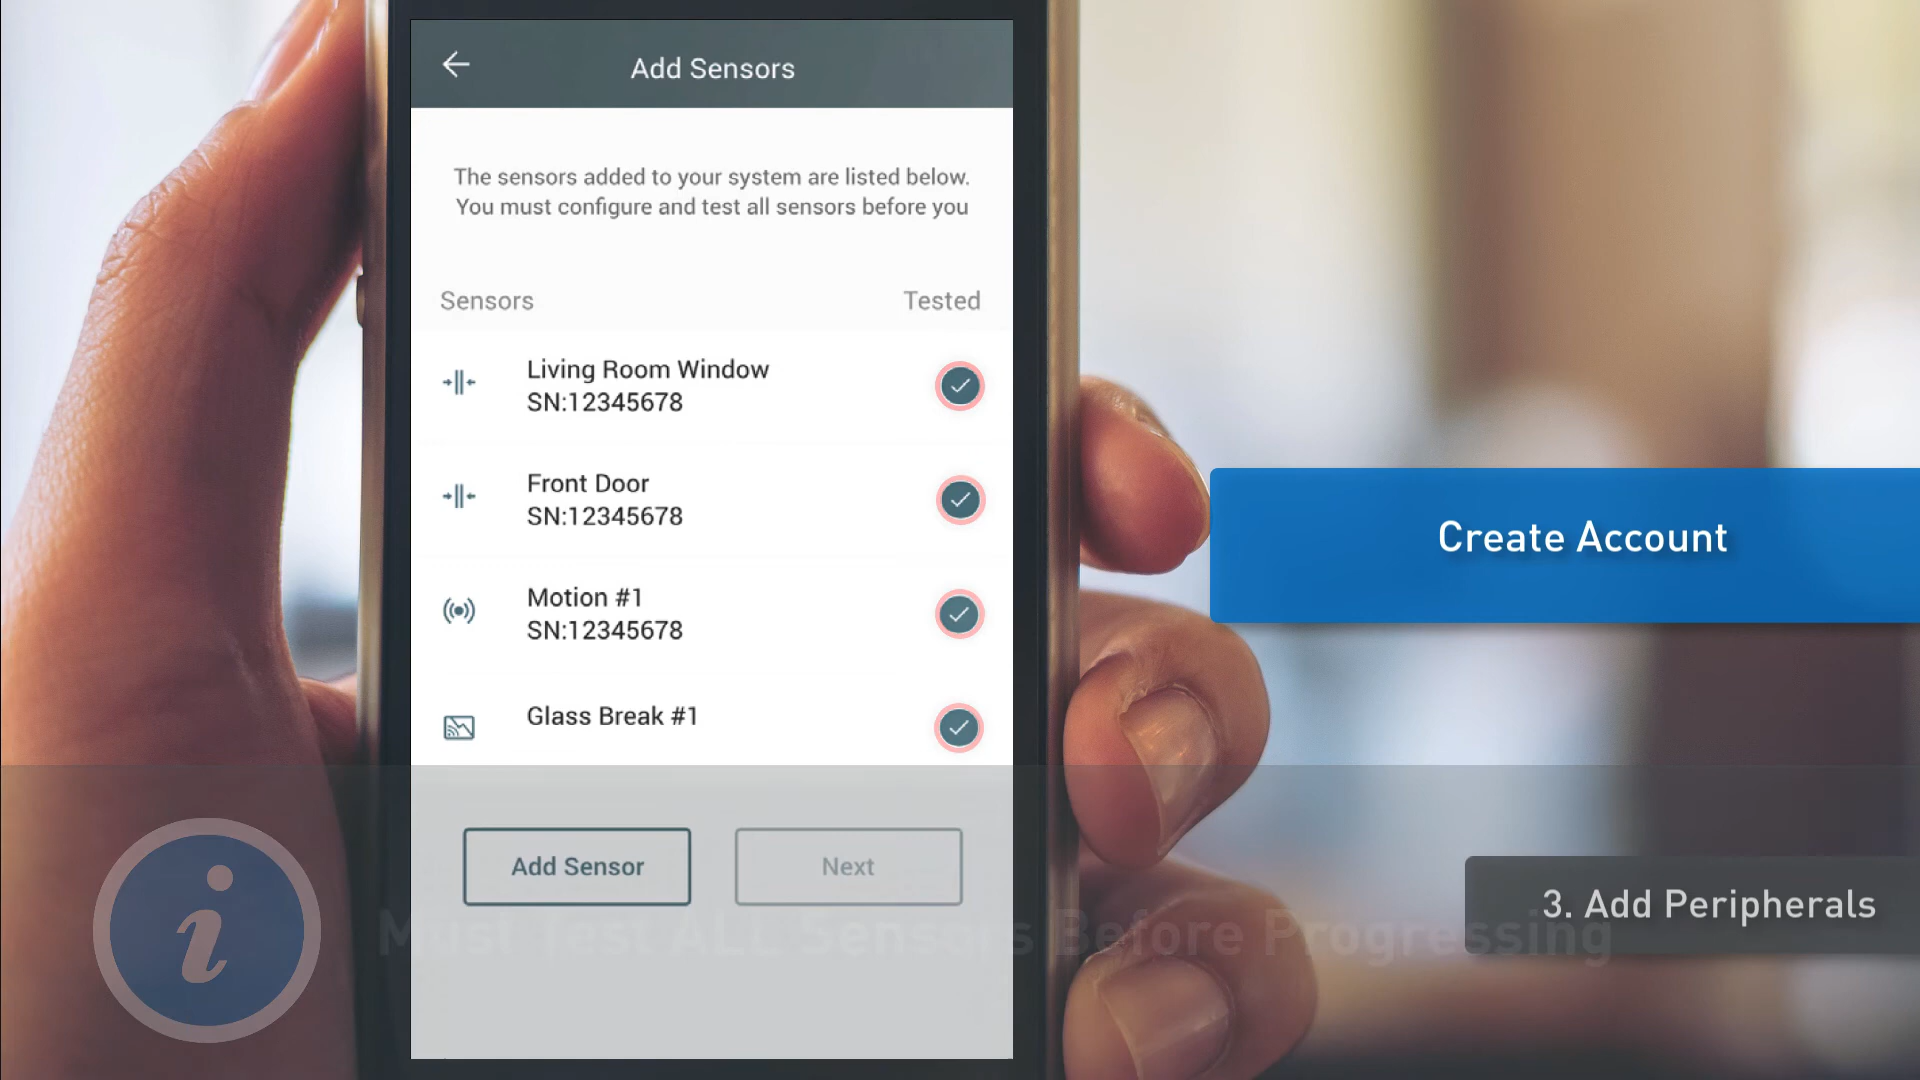 Add Sensors
The sensors added to your system are listed below.
You must configure and test all sensors before you
Sensors
Tested
Living Room Window
SN:12345678
Front Door
SN:12345678
Motion #1
SN:12345678
Glass Break #1
Add Sensor
Next
Create Account
3. Add Peripherals
i
Must Test ALL Sensors Before Progressing